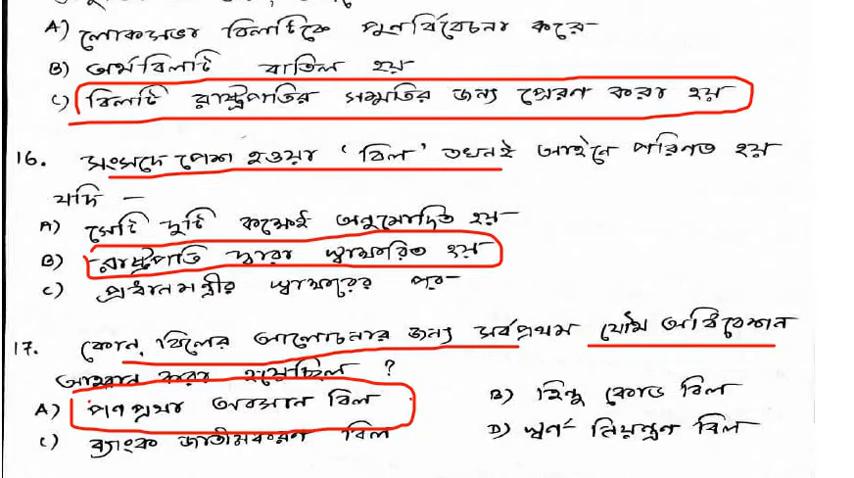 A) লোকসভার বিলটিকে পুনর্বিবেচনা করে-
B) অর্থবিলটি বাতিল হয়
C) বিলটি রাষ্ট্রপতির সম্মতির জন্য প্রেরণ করা হয়
16. সংসদে পেশ হওয়া 'বিল' তখনই আইনে পরিণত হয়
যদি -
A) সেটি দুটি কক্ষেই অনুমোদিত হয়-
B) রাষ্ট্রপতি দ্বারা স্বাক্ষরিত হয়
C) প্রধানমন্ত্রীর স্বাক্ষরের পর-
17. কোন বিলের আলোচনার জন্য সর্বপ্রথম যৌথ অধিবেশন
আহ্বান করা হয়েছিল ?
A) পণপ্রথা অবসান বিল
B) হিন্দু কোড বিল
C) ব্যাংক জাতীয়করণ বিল
D) স্বর্ণ নিয়ন্ত্রণ বিল